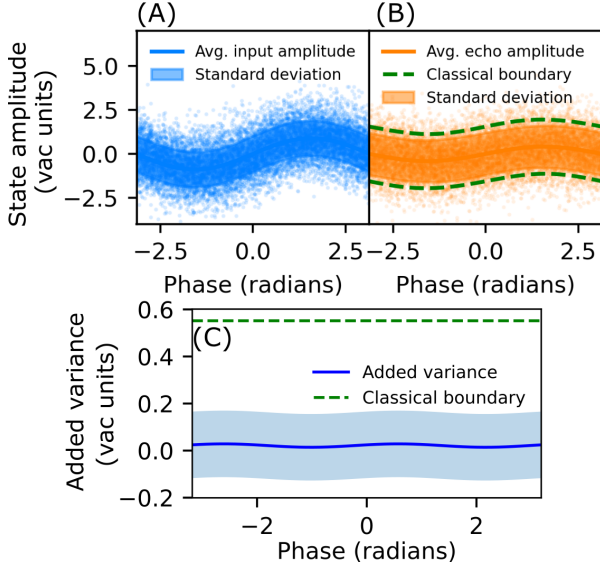 (A)
(B)
Avg. input amplitude
Standard deviation
Avg. echo amplitude
Classical boundary
Standard deviation
State amplitude
(vac units)
5.0
2.5
0.0
−2.5
−2.5
0.0
2.5
−2.5
0.0
2.5
Phase (radians)
Phase (radians)
(C)
Added variance
(vac units)
0.6
0.4
0.2
0.0
−0.2
Added variance
Classical boundary
−2
0
2
Phase (radians)